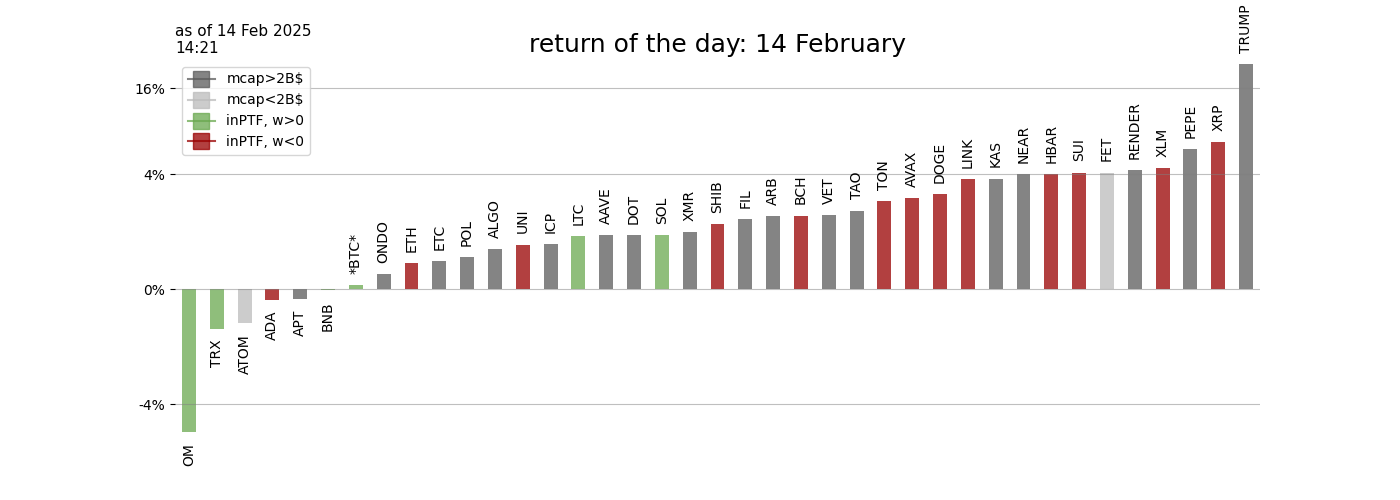 as of 14 Feb 2025
14:21
return of the day: 14 February
mcap>2B$
mcap<2B$
inPTF, w>0
inPTF, w<0
16%
4%
0%
-4%
OM
TRX
ATOM
ADA
APT
BNB
*BTC*
ONDO
ETH
ETC
POL
ALGO
UNI
ICP
LTC
AAVE
DOT
SOL
XMR
SHIB
FIL
ARB
BCH
VET
TAO
TON
AVAX
DOGE
LINK
KAS
NEAR
HBAR
SUI
FET
RENDER
XLM
PEPE
XRP
TRUMP